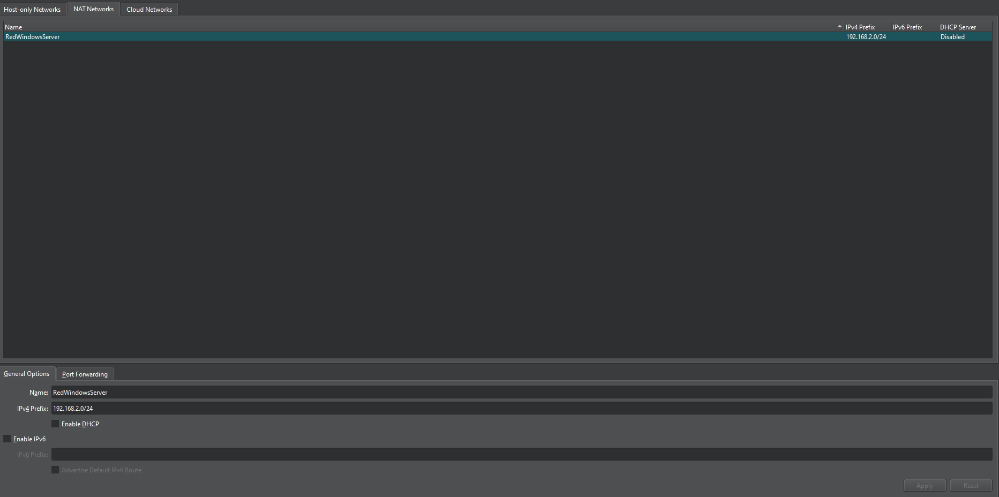 Host-only Networks NAT Networks Cloud Networks
Name IPv4 Prefix IPv6 Prefix DHCP Server
RedWindowsServer 192.168.2.0/24 Disabled
General Options Port Forwarding
Name: RedWindowsServer
IPv4 Prefix: 192.168.2.0/24
Enable DHCP
Enable IPv6
IPv6 Prefix:
Advertise Default IPv6 Route
Apply Reset